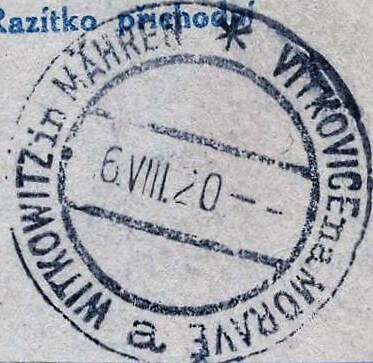 Razítko příchodní
WITKOWITZ in MÄHREN * VÍTKOVICE na MORAVĚ
6.VIII.20--
a